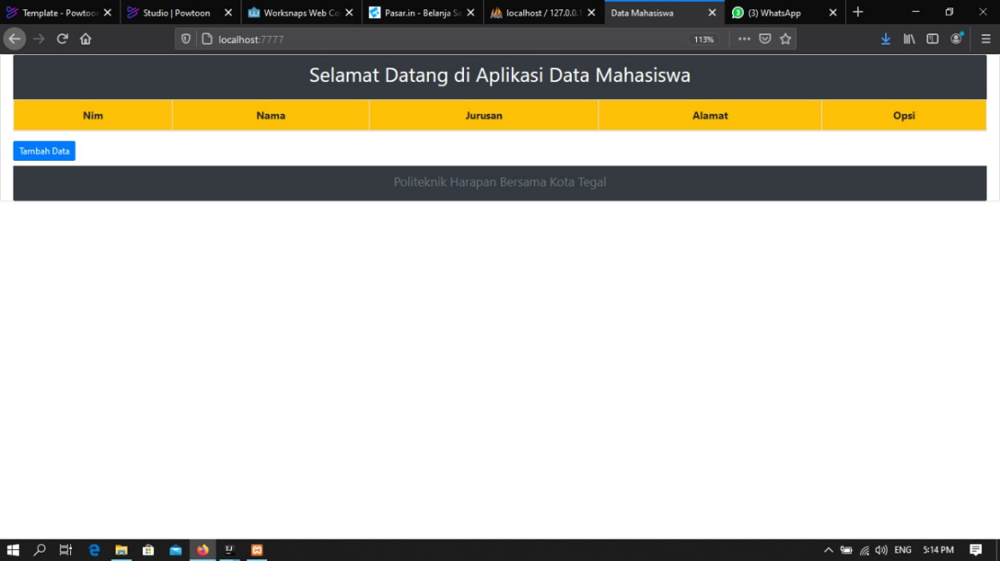 Template - Powtoon
Studio | Powtoon
Worksnaps Web Co
Pasar.in - Belanja Sa
localhost / 127.0.0.1
Data Mahasiswa
(3) WhatsApp
localhost:7777
113%
Selamat Datang di Aplikasi Data Mahasiswa
Nim Nama Jurusan Alamat Opsi
Tambah Data
Politeknik Harapan Bersama Kota Tegal
ENG 5:14 PM